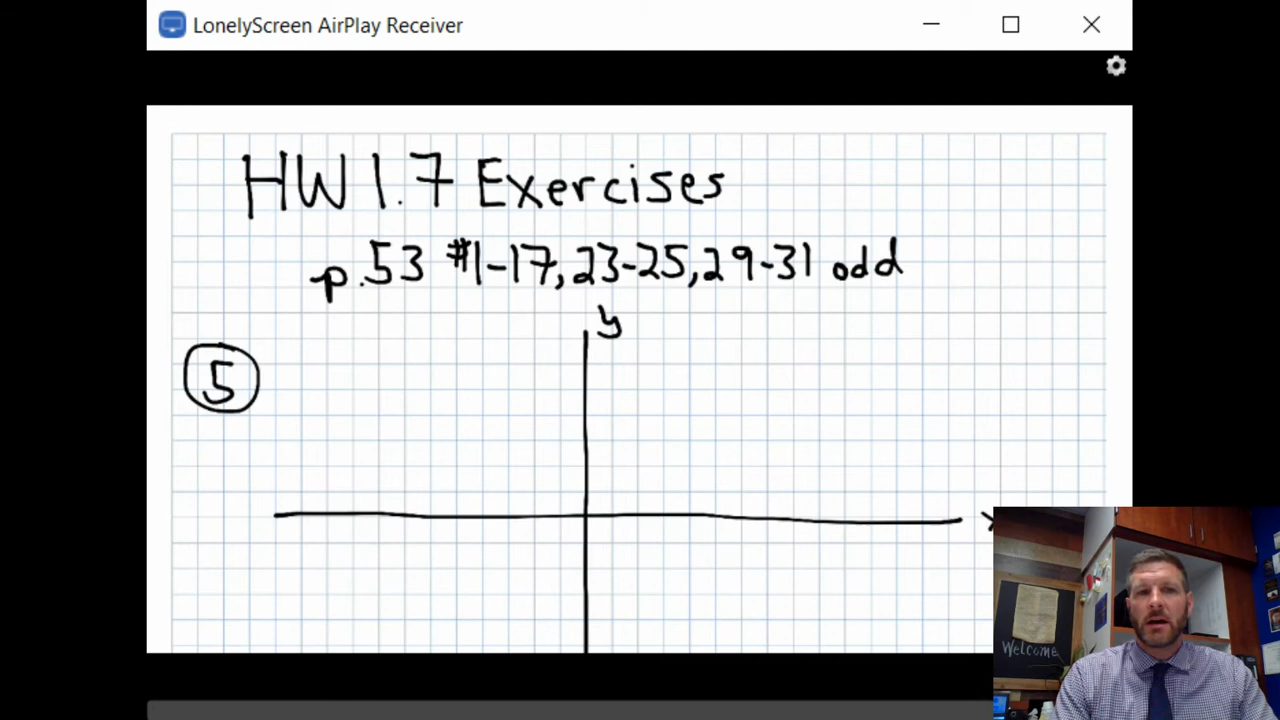 LonelyScreen AirPlay Receiver
HW 1.7 Exercises
p.53 #1-17, 23-25, 29-31 odd
y
5
x
Welcome